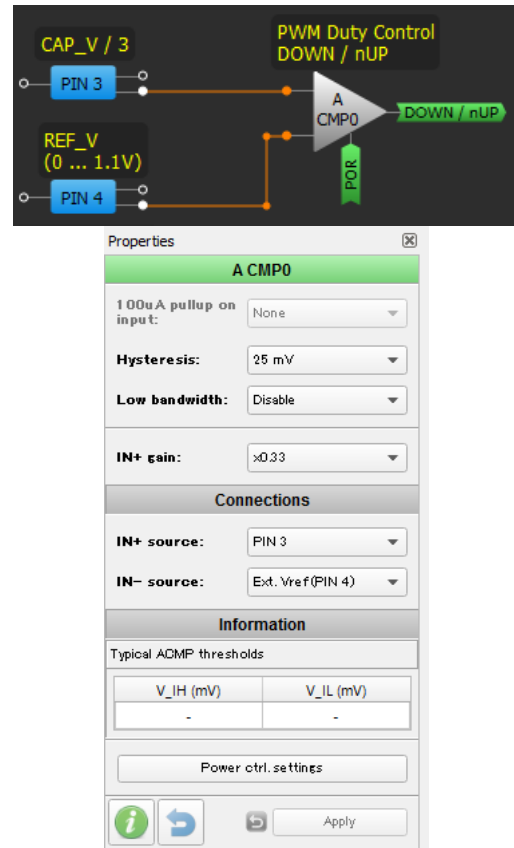 CAP_V / 3
PWM Duty Control
DOWN / nUP
PIN 3
A
CMP0
DOWN / nUP
REF_V
(0 ... 1.1V)
POR
PIN 4
Properties
A CMP0
100uA pullup on
input:
None
Hysteresis:
25 mV
Low bandwidth:
Disable
IN+ gain:
x0.33
Connections
IN+ source:
PIN 3
IN- source:
Ext. Vref(PIN 4)
Information
Typical ACMP thresholds
V_IH (mV)
V_IL (mV)
-
-
Power ctrl. settings
Apply